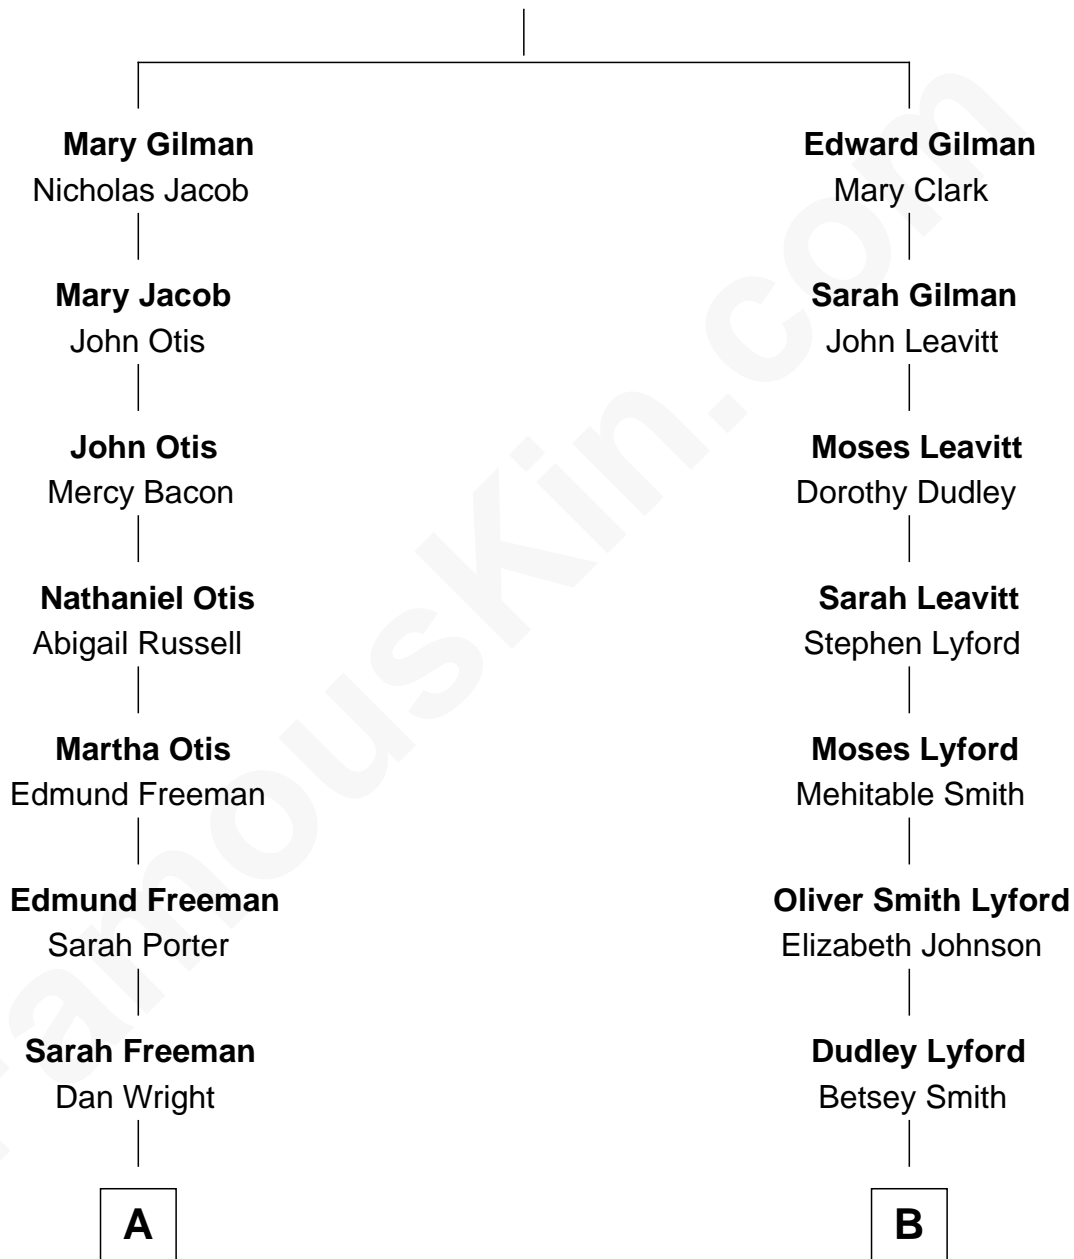 Mary Gilman
Nicholas Jacob
Edward Gilman
Mary Clark
Mary Jacob
John Otis
Sarah Gilman
John Leavitt
John Otis
Mercy Bacon
Moses Leavitt
Dorothy Dudley
Nathaniel Otis
Abigail Russell
Sarah Leavitt
Stephen Lyford
Martha Otis
Edmund Freeman
Moses Lyford
Mehitable Smith
Edmund Freeman
Sarah Porter
Oliver Smith Lyford
Elizabeth Johnson
Sarah Freeman
Dan Wright
Dudley Lyford
Betsey Smith
A
B
FamousKin.com